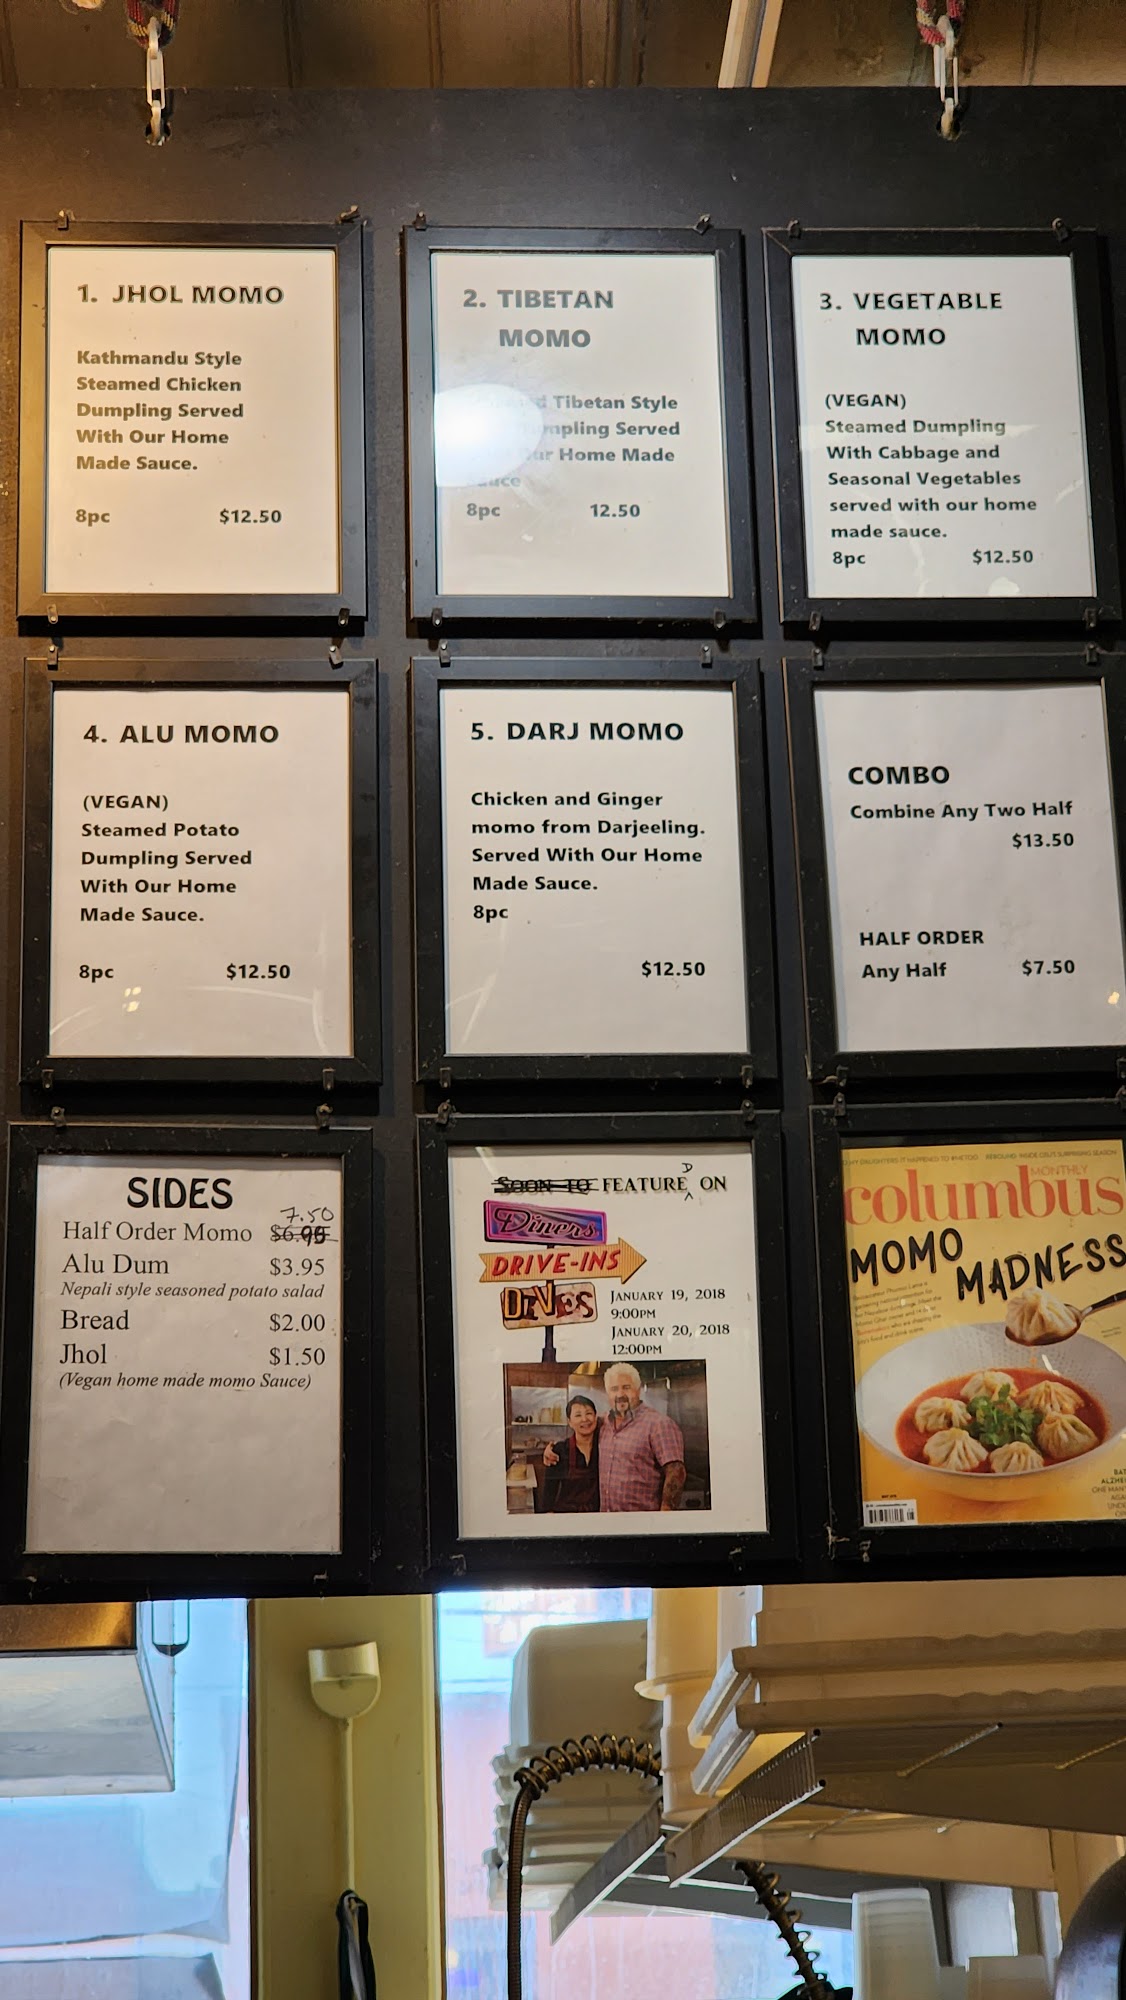 1. JHOL MOMO
Kathmandu Style
Steamed Chicken
Dumpling Served
With Our Home
Made Sauce.
8pc $12.50
2. TIBETAN
MOMO
Tibetan Style
Served
Home Made
8pc 12.50
3. VEGETABLE
MOMO
(VEGAN)
Steamed Dumpling
With Cabbage and
Seasonal Vegetables
served with our home
made sauce.
8pc $12.50
4. ALU MOMO
(VEGAN)
Steamed Potato
Dumpling Served
With Our Home
Made Sauce.
8pc $12.50
5. DARJ MOMO
Chicken and Ginger
momo from Darjeeling.
Served With Our Home
Made Sauce.
8pc
$12.50
COMBO
Combine Any Two Half
$13.50
HALF ORDER
Any Half $7.50
SIDES
7.50
Half Order Momo $6.95
Alu Dum $3.95
Nepali style seasoned potato salad
Bread $2.00
Jhol $1.50
(Vegan home made momo Sauce)
SOON TO FEATURED ON
Diners
DRIVE-INS
DIVES
JANUARY 19, 2018
9:00PM
JANUARY 20, 2018
12:00PM
MONTHLY
columbus
MOMO
MADNESS